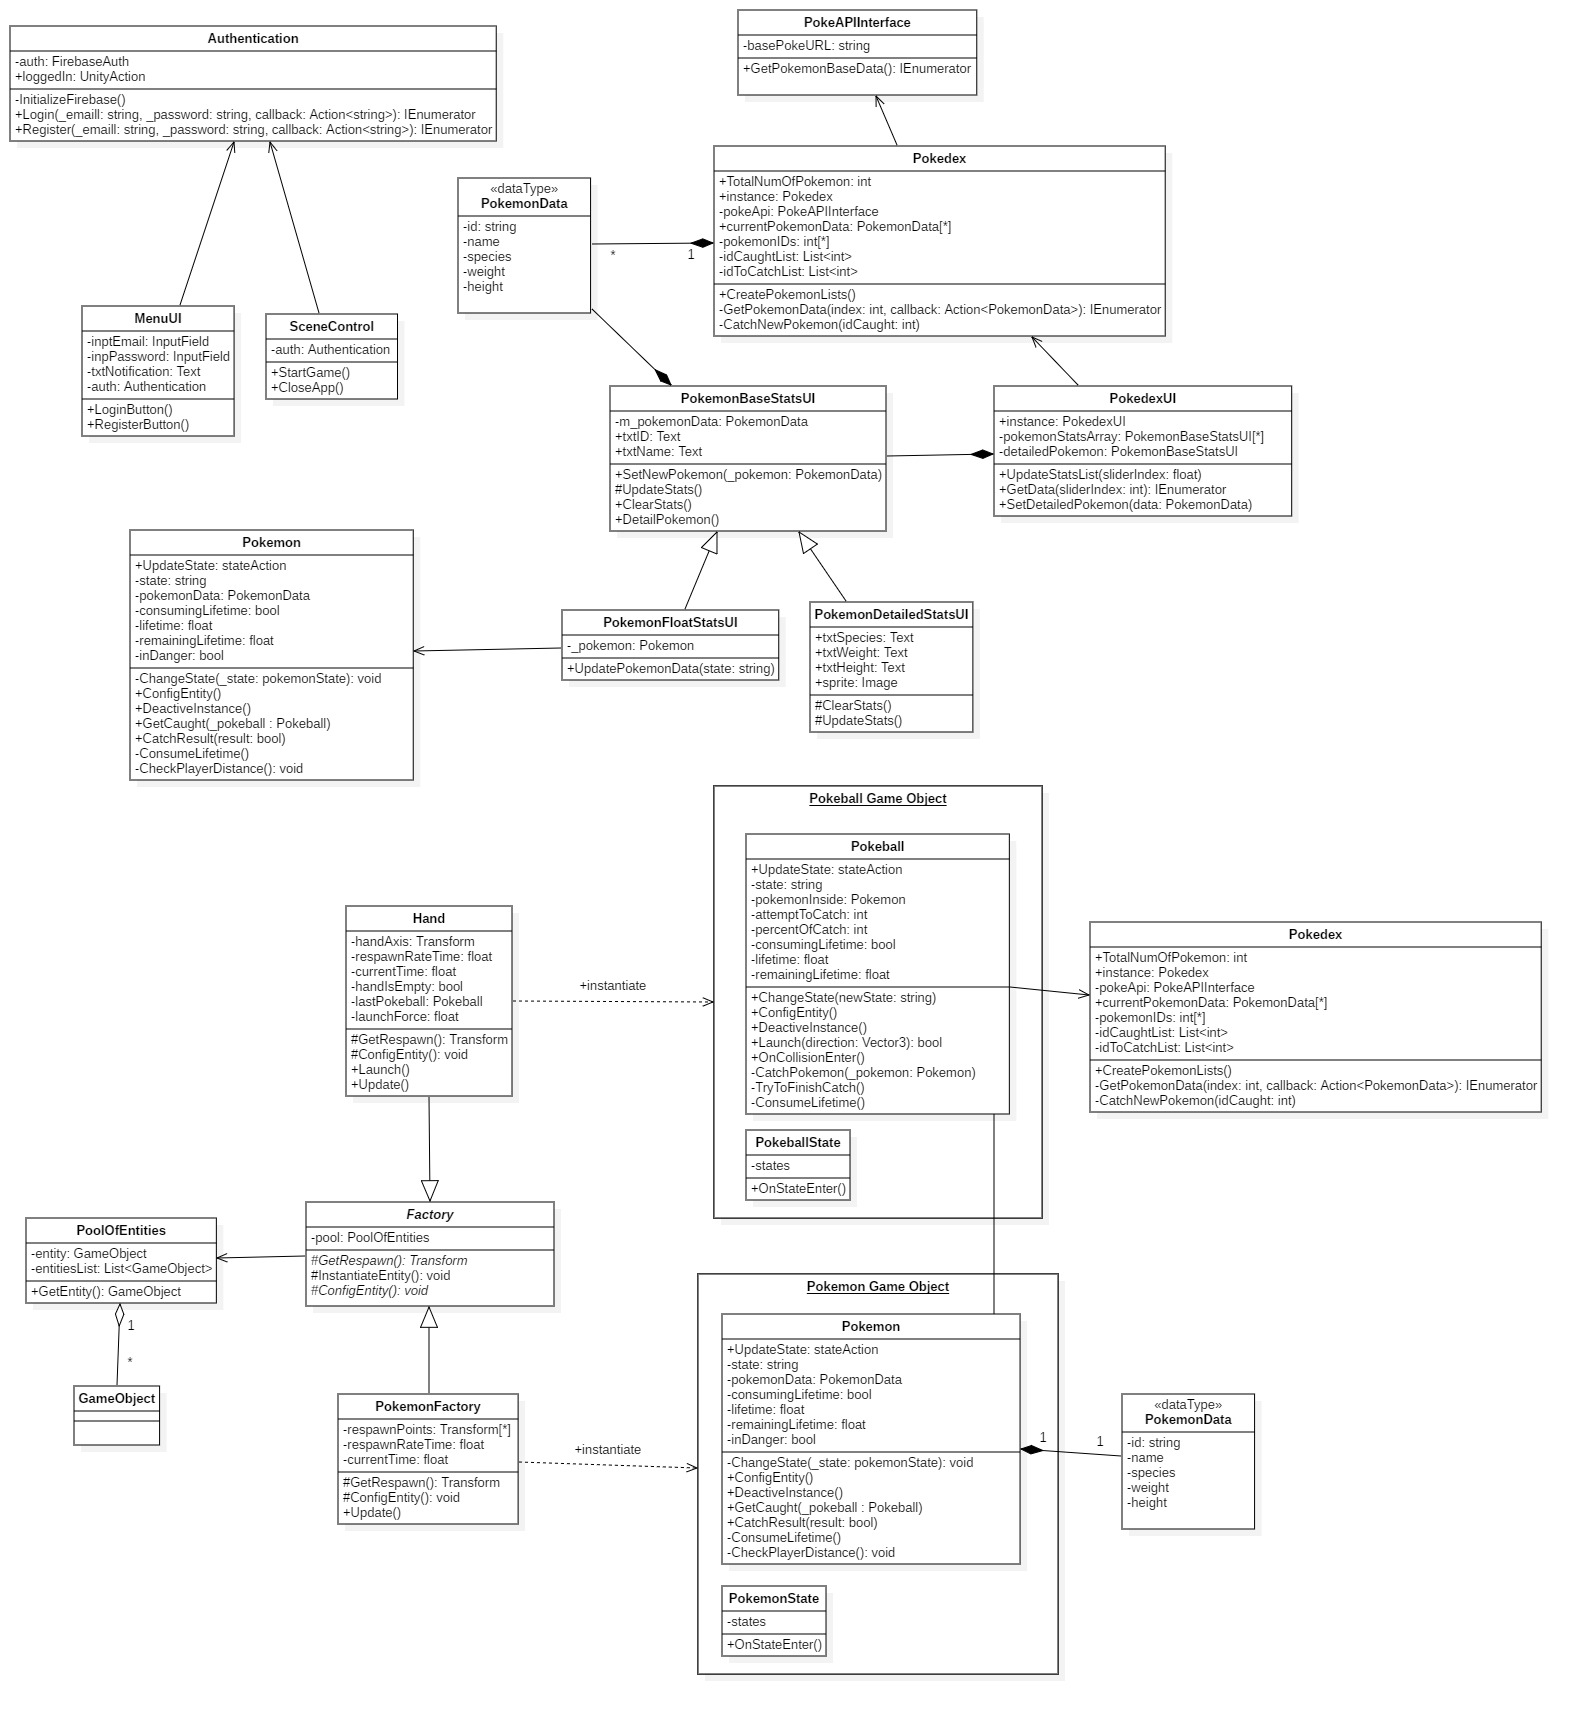 Authentication
-auth: FirebaseAuth
+loggedIn: UnityAction
-InitializeFirebase()
+Login(_emaill: string, _password: string, callback: Action<string>): IEnumerator
+Register(_emaill: string, _password: string, callback: Action<string>): IEnumerator
PokeAPIInterface
-basePokeURL: string
+GetPokemonBaseData(): IEnumerator
«dataType»
PokemonData
-id: string
-name
-species
-weight
-height
*
1
Pokedex
+TotalNumOfPokemon: int
+instance: Pokedex
-pokeApi: PokeAPIInterface
+currentPokemonData: PokemonData[*]
-pokemonIDs: int[*]
-idCaughtList: List<int>
-idToCatchList: List<int>
+CreatePokemonLists()
-GetPokemonData(index: int, callback: Action<PokemonData>): IEnumerator
-CatchNewPokemon(idCaught: int)
MenuUI
-inptEmail: InputField
-inpPassword: InputField
-txtNotification: Text
-auth: Authentication
+LoginButton()
+RegisterButton()
SceneControl
-auth: Authentication
+StartGame()
+CloseApp()
PokemonBaseStatsUI
-m_pokemonData: PokemonData
+txtID: Text
+txtName: Text
+SetNewPokemon(_pokemon: PokemonData)
#UpdateStats()
+ClearStats()
+DetailPokemon()
PokedexUI
+instance: PokedexUI
-pokemonStatsArray: PokemonBaseStatsUI[*]
-detailedPokemon: PokemonBaseStatsUI
+UpdateStatsList(sliderIndex: float)
+GetData(sliderIndex: int): IEnumerator
+SetDetailedPokemon(data: PokemonData)
Pokemon
+UpdateState: stateAction
-state: string
-pokemonData: PokemonData
-consumingLifetime: bool
-lifetime: float
-remainingLifetime: float
-inDanger: bool
-ChangeState(_state: pokemonState): void
+ConfigEntity()
+DeactiveInstance()
+GetCaught(_pokeball : Pokeball)
+CatchResult(result: bool)
-ConsumeLifetime()
-CheckPlayerDistance(): void
PokemonFloatStatsUI
-_pokemon: Pokemon
+UpdatePokemonData(state: string)
PokemonDetailedStatsUI
+txtSpecies: Text
+txtWeight: Text
+txtHeight: Text
+sprite: Image
#ClearStats()
#UpdateStats()
Pokeball Game Object
Pokeball
+UpdateState: stateAction
-state: string
-pokemonInside: Pokemon
-attemptToCatch: int
-percentOfCatch: int
-consumingLifetime: bool
-lifetime: float
-remainingLifetime: float
+ChangeState(newState: string)
+ConfigEntity()
+DeactiveInstance()
+Launch(direction: Vector3): bool
+OnCollisionEnter()
-CatchPokemon(_pokemon: Pokemon)
-TryToFinishCatch()
-ConsumeLifetime()
PokeballState
-states
+OnStateEnter()
Hand
-handAxis: Transform
-respawnRateTime: float
-currentTime: float
-handIsEmpty: bool
-lastPokeball: Pokeball
-launchForce: float
#GetRespawn(): Transform
#ConfigEntity(): void
+Launch()
+Update()
+instantiate
Pokedex
+TotalNumOfPokemon: int
+instance: Pokedex
-pokeApi: PokeAPIInterface
+currentPokemonData: PokemonData[*]
-pokemonIDs: int[*]
-idCaughtList: List<int>
-idToCatchList: List<int>
+CreatePokemonLists()
-GetPokemonData(index: int, callback: Action<PokemonData>): IEnumerator
-CatchNewPokemon(idCaught: int)
PoolOfEntities
-entity: GameObject
-entitiesList: List<GameObject>
+GetEntity(): GameObject
1
*
GameObject
Factory
-pool: PoolOfEntities
#GetRespawn(): Transform
#InstantiateEntity(): void
#ConfigEntity(): void
PokemonFactory
-respawnPoints: Transform[*]
-respawnRateTime: float
-currentTime: float
#GetRespawn(): Transform
#ConfigEntity(): void
+Update()
+instantiate
Pokemon Game Object
Pokemon
+UpdateState: stateAction
-state: string
-pokemonData: PokemonData
-consumingLifetime: bool
-lifetime: float
-remainingLifetime: float
-inDanger: bool
-ChangeState(_state: pokemonState): void
+ConfigEntity()
+DeactiveInstance()
+GetCaught(_pokeball : Pokeball)
+CatchResult(result: bool)
-ConsumeLifetime()
-CheckPlayerDistance(): void
PokemonState
-states
+OnStateEnter()
1
1
«dataType»
PokemonData
-id: string
-name
-species
-weight
-height